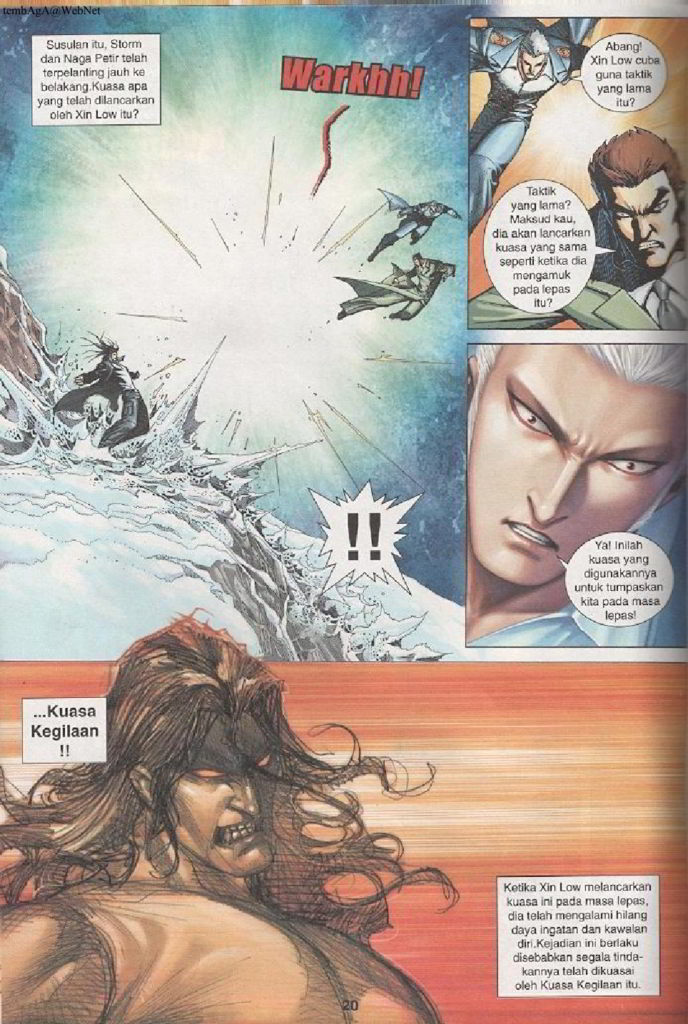 tembAgA@WebNet
Susulan itu, Storm
dan Naga Petir telah
terpelanting jauh ke
belakang.Kuasa apa
yang telah dilancarkan
oleh Xin Low itu?
Warkhh!
Abang!
Xin Low cuba
guna taktik
yang lama
itu?
Taktik
yang lama?
Maksud kau,
dia akan lancarkan
kuasa yang sama
seperti ketika dia
mengamuk
pada lepas
itu?
!!
Ya! Inilah
kuasa yang
digunakannya
untuk tumpaskan
kita pada masa
lepas!
...Kuasa
Kegilaan
!!
Ketika Xin Low melancarkan
kuasa ini pada masa lepas,
dia telah mengalami hilang
daya ingatan dan kawalan
diri.Kejadian ini berlaku
disebabkan segala tinda-
kannya telah dikuasai
oleh Kuasa Kegilaan itu.
20